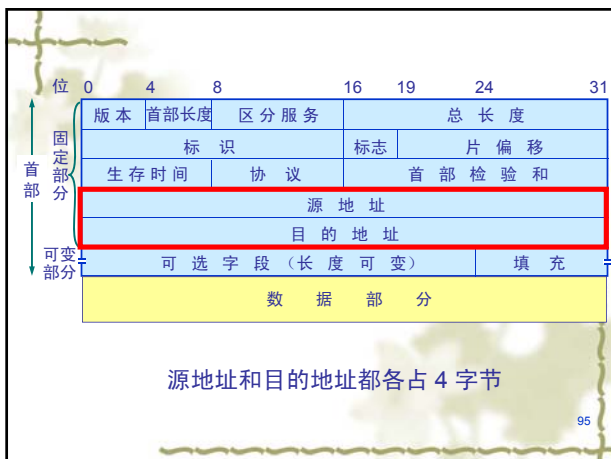 位 0 4 8 16 19 24 31
版本 首部长度 区分服务 总长度
标识 标志 片偏移
生存时间 协议 首部检验和
源地址
目的地址
可选字段（长度可变） 填充
数据部分
首部
固定部分
可变部分
源地址和目的地址都各占 4 字节
95